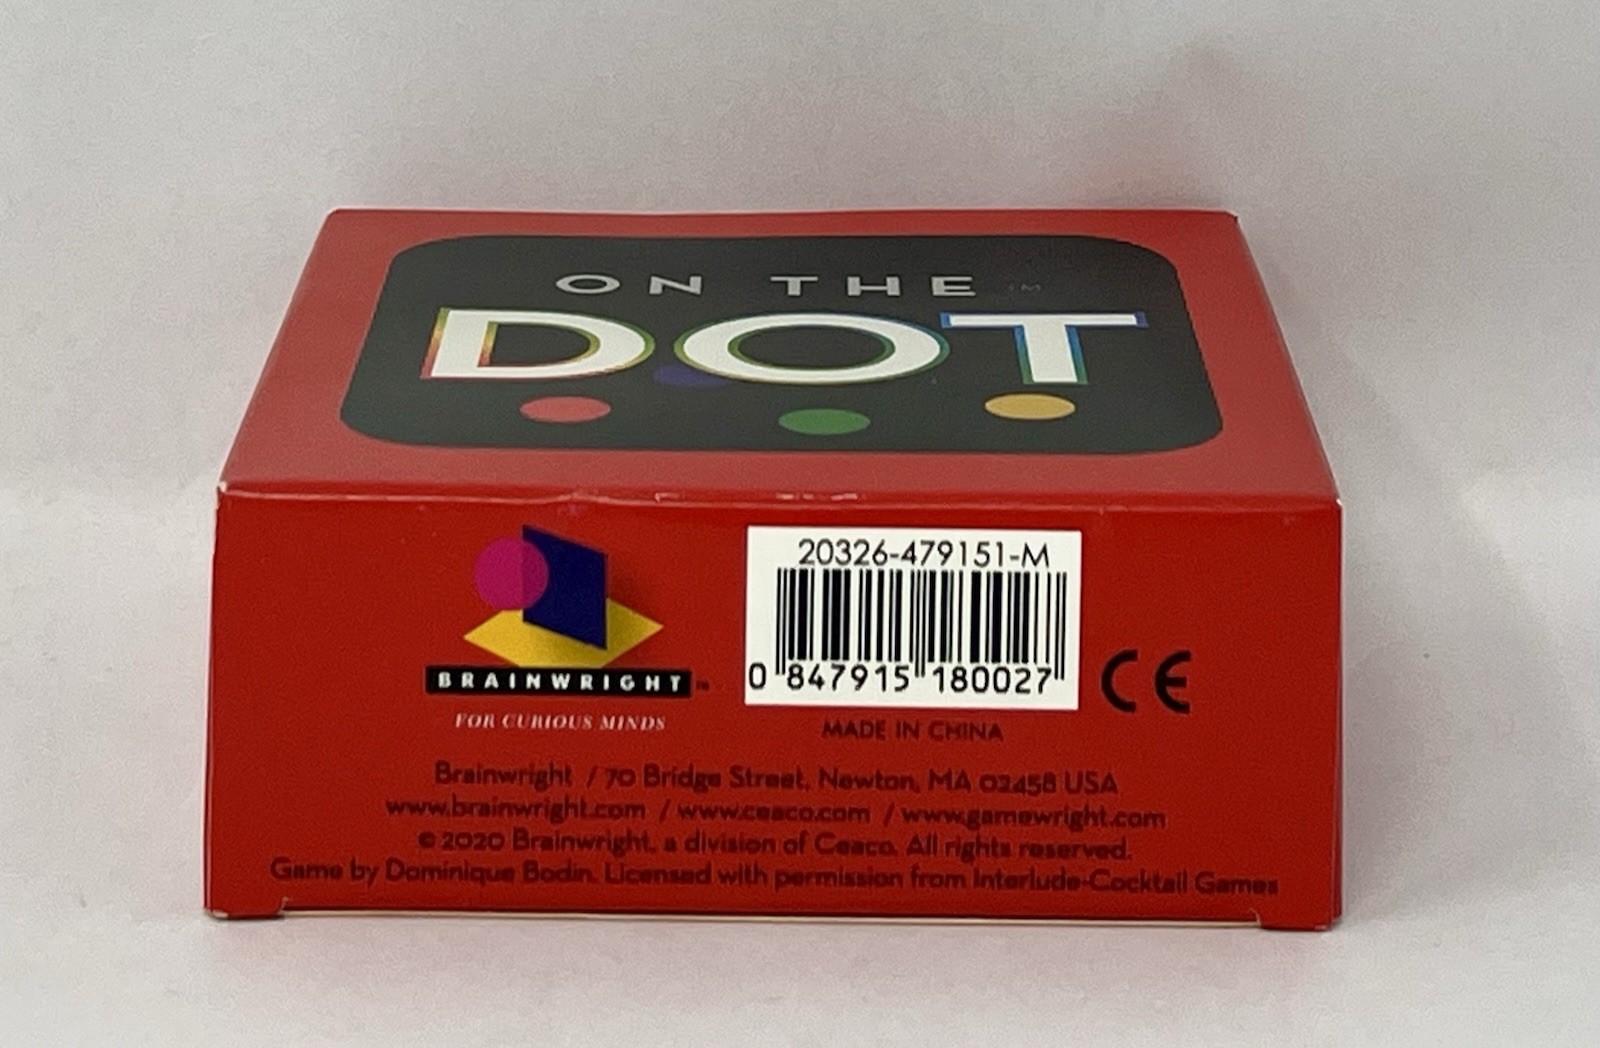 ON THE ™
DOT
BRAINWRIGHT™
FOR CURIOUS MINDS
20326-479151-M
0 847915 180027
CE
MADE IN CHINA
Brainwright / 70 Bridge Street, Newton, MA 02458 USA
www.brainwright.com / www.ceaco.com / www.gamewright.com
© 2020 Brainwright, a division of Ceaco. All rights reserved.
Game by Dominique Bodin. Licensed with permission from Interlude-Cocktail Games